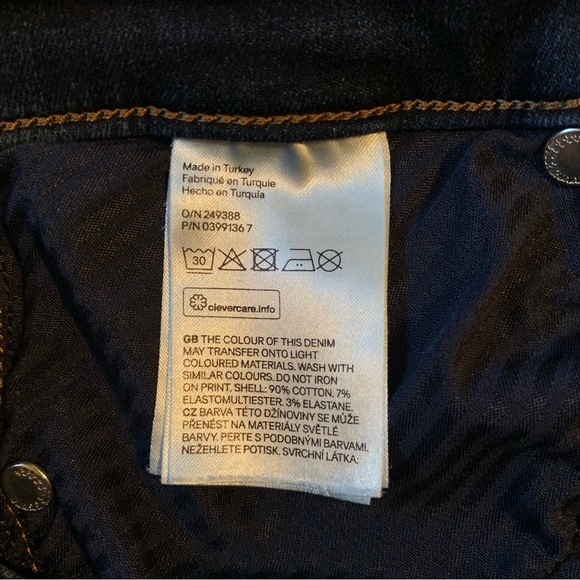 Made in Turkey
Fabriqué en Turquie
Hecho en Turquía
O/N 249388
P/N 0399136 7
30
clevercare.info
GB THE COLOUR OF THIS DENIM
MAY TRANSFER ONTO LIGHT
COLOURED MATERIALS. WASH WITH
SIMILAR COLOURS. DO NOT IRON
ON PRINT. SHELL: 90% COTTON. 7%
ELASTOMULTIESTER. 3% ELASTANE.
CZ BARVA TÉTO DŽÍNOVINY SE MŮŽE
PŘENÉST NA MATERIÁLY SVĚTLÉ
BARVY. PERTE S PODOBNÝMI BARVAMI.
NEŽEHLETE POTISK. SVRCHNÍ LÁTKA: